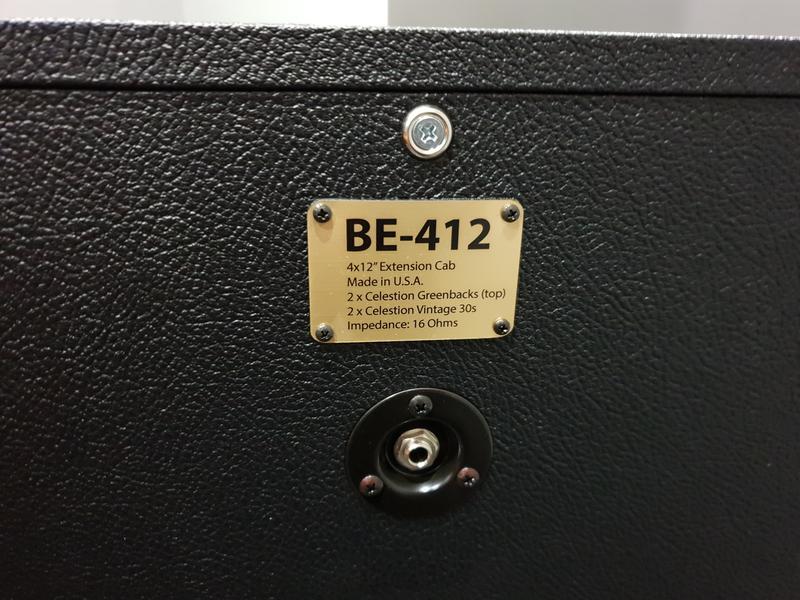 BE-412
4x12" Extension Cab
Made in U.S.A.
2 x Celestion Greenbacks (top)
2 x Celestion Vintage 30s
Impedance: 16 Ohms